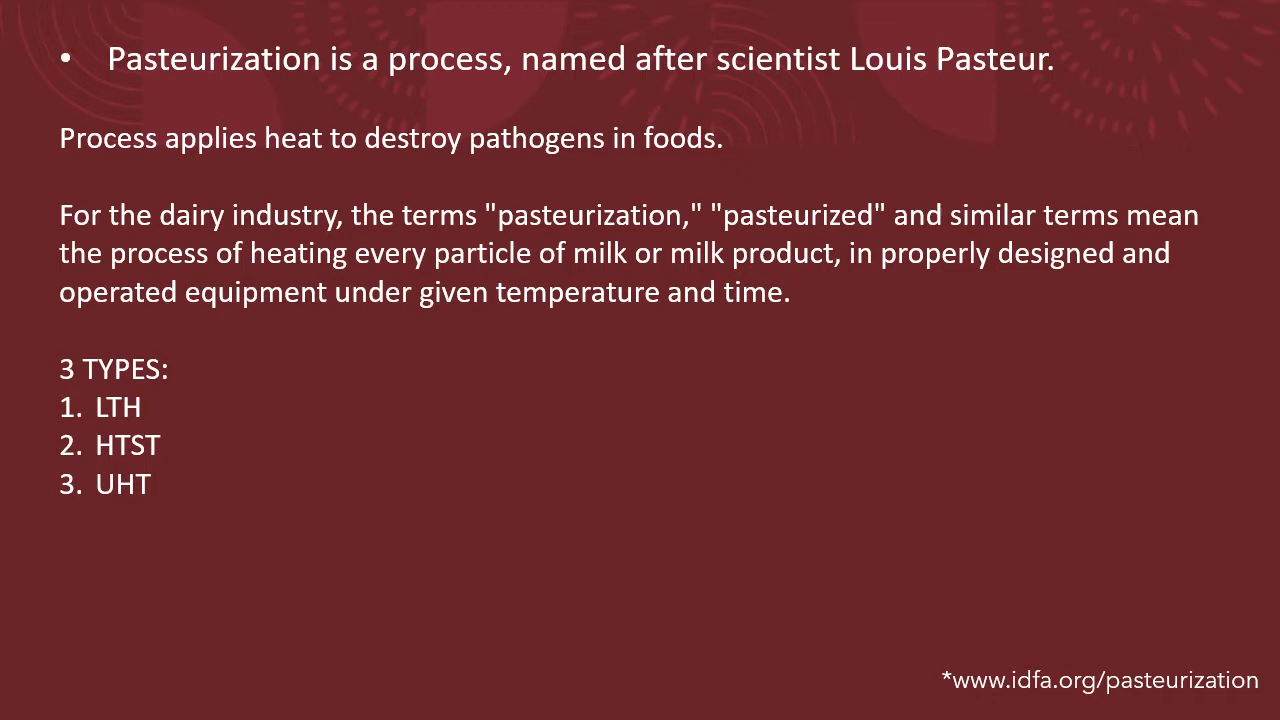 • Pasteurization is a process, named after scientist Louis Pasteur.
Process applies heat to destroy pathogens in foods.
For the dairy industry, the terms "pasteurization," "pasteurized" and similar terms mean
the process of heating every particle of milk or milk product, in properly designed and
operated equipment under given temperature and time.
3 TYPES:
1. LTH
2. HTST
3. UHT
*www.idfa.org/pasteurization